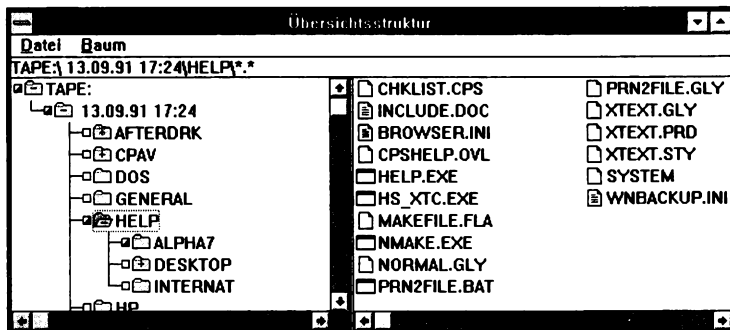 Übersichtsstruktur
Datei Baum
TAPE:\ 13.09.91 17:24\HELP\*.*
TAPE:
13.09.91 17:24
AFTERDRK
CPAV
DOS
GENERAL
HELP
ALPHA7
DESKTOP
INTERNAT
HP
CHKLIST.CPS
INCLUDE.DOC
BROWSER.INI
CPSHELP.OVL
HELP.EXE
HS_XTC.EXE
MAKEFILE.FLA
NMAKE.EXE
NORMAL.GLY
PRN2FILE.BAT
PRN2FILE.GLY
XTEXT.GLY
XTEXT.PRD
XTEXT.STY
SYSTEM
WNBACKUP.INI